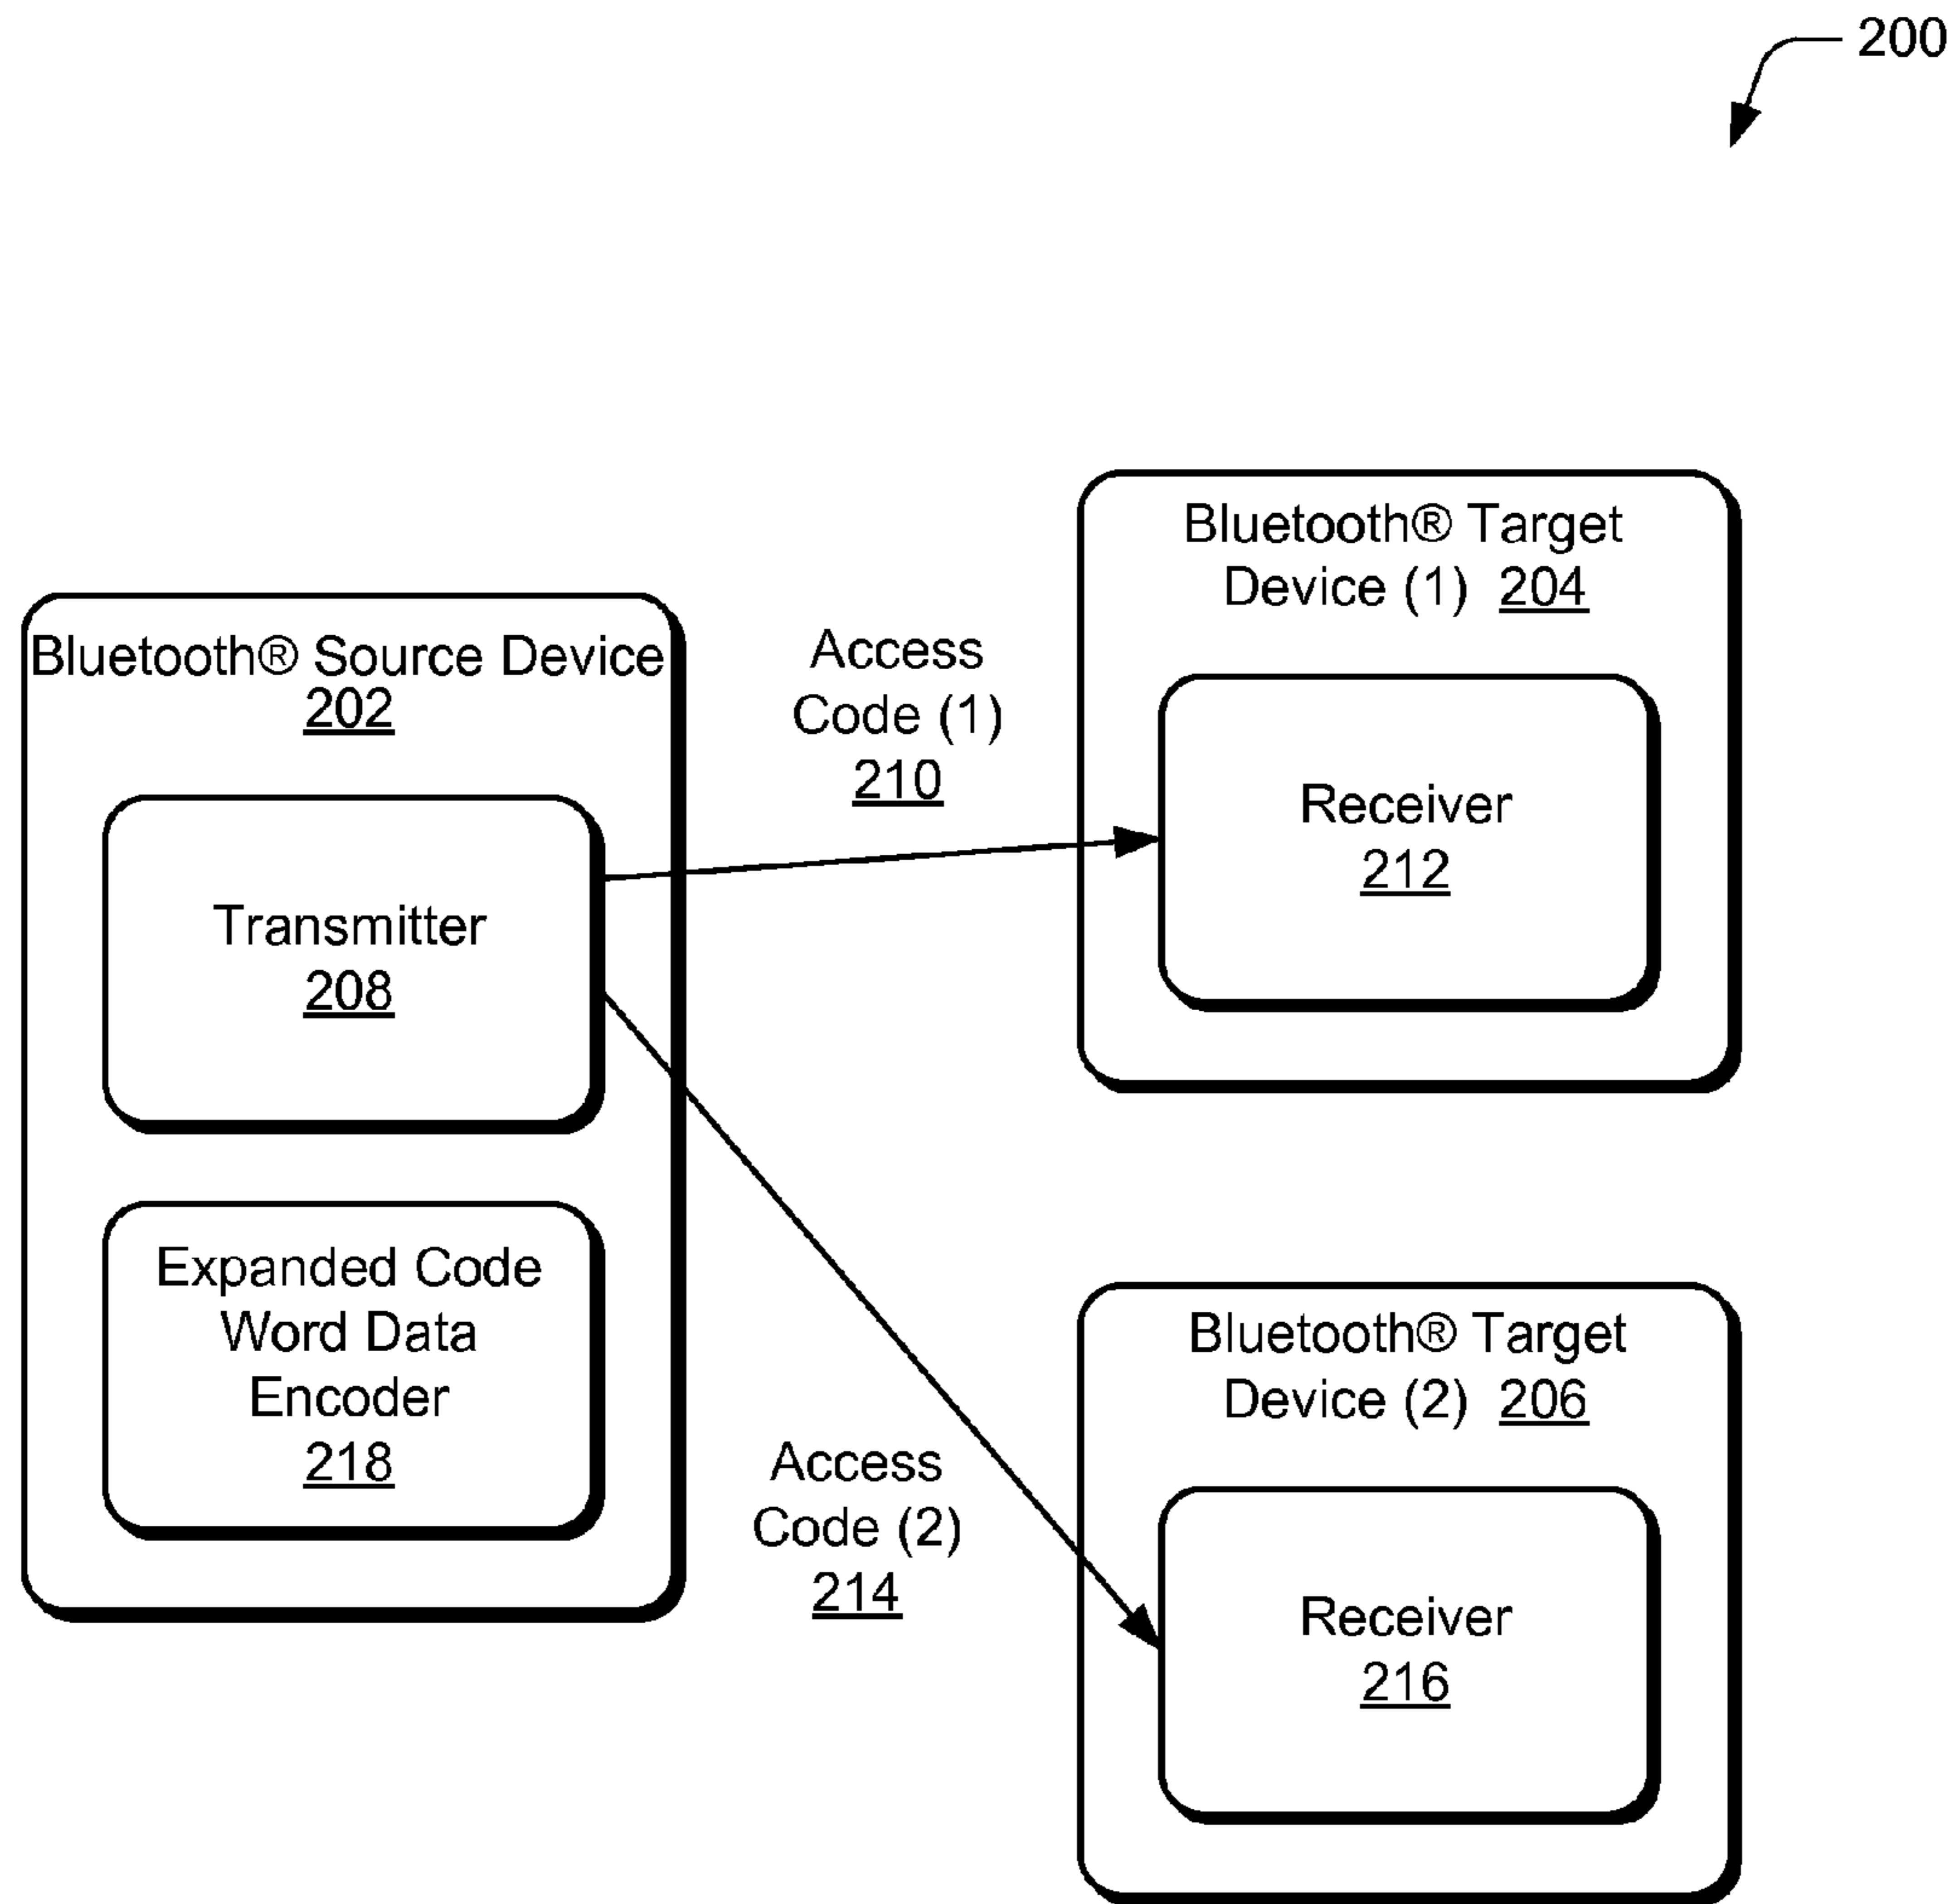 200
Bluetooth® Source Device
202
Transmitter
208
Expanded Code
Word Data
Encoder
218
Access
Code (1)
210
Access
Code (2)
214
Bluetooth® Target
Device (1) 204
Receiver
212
Bluetooth® Target
Device (2) 206
Receiver
216